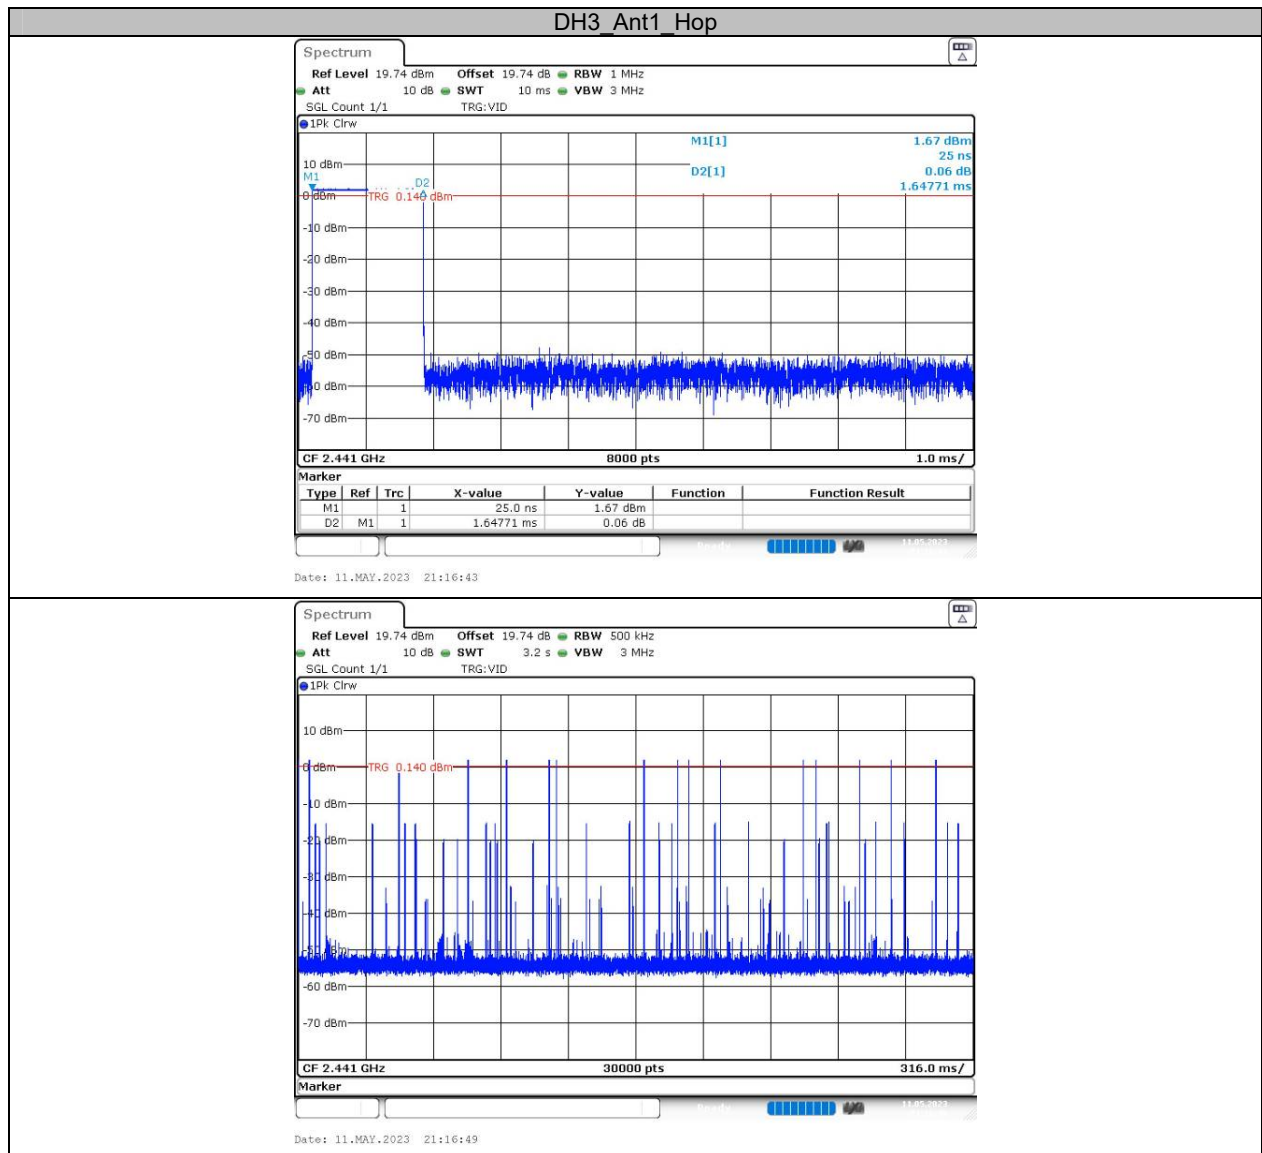 DH3_Ant1_Hop
Spectrum
Ref Level 19.74 dBm Offset 19.74 dB RBW 1 MHz
Att 10 dB SWT 10 ms VBW 3 MHz
SGL Count 1/1 TRG:VID
1Pk Clrw
M1[1] 1.67 dBm
25 ns
10 dBm
D2[1] 0.06 dB
M1
D2
1.64771 ms
0 dBm
TRG 0.140 dBm
-10 dBm
-20 dBm
-30 dBm
-40 dBm
-50 dBm
-60 dBm
-70 dBm
CF 2.441 GHz 8000 pts 1.0 ms/
Marker
Type Ref Trc X-value Y-value Function Function Result
M1 1 25.0 ns 1.67 dBm
D2 M1 1 1.64771 ms 0.06 dB
11.05.2023
Date: 11.MAY.2023 21:16:43
Spectrum
Ref Level 19.74 dBm Offset 19.74 dB RBW 500 kHz
Att 10 dB SWT 3.2 s VBW 3 MHz
SGL Count 1/1 TRG:VID
1Pk Clrw
10 dBm
0 dBm
TRG 0.140 dBm
-10 dBm
-20 dBm
-30 dBm
-40 dBm
-50 dBm
-60 dBm
-70 dBm
CF 2.441 GHz 30000 pts 316.0 ms/
Marker
11.05.2023
Date: 11.MAY.2023 21:16:49